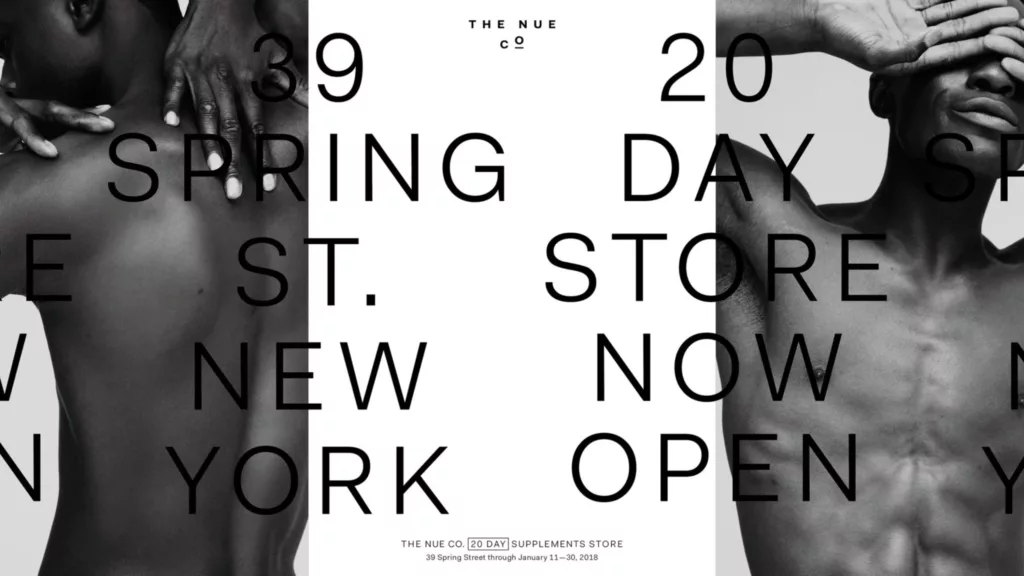 THE NUE
CO
39
SPRING
ST.
NEW
YORK
20
DAY
STORE
NOW
OPEN
SP
RE
W
N
N
Y
THE NUE CO. 20 DAY SUPPLEMENTS STORE
39 Spring Street through January 11—30, 2018